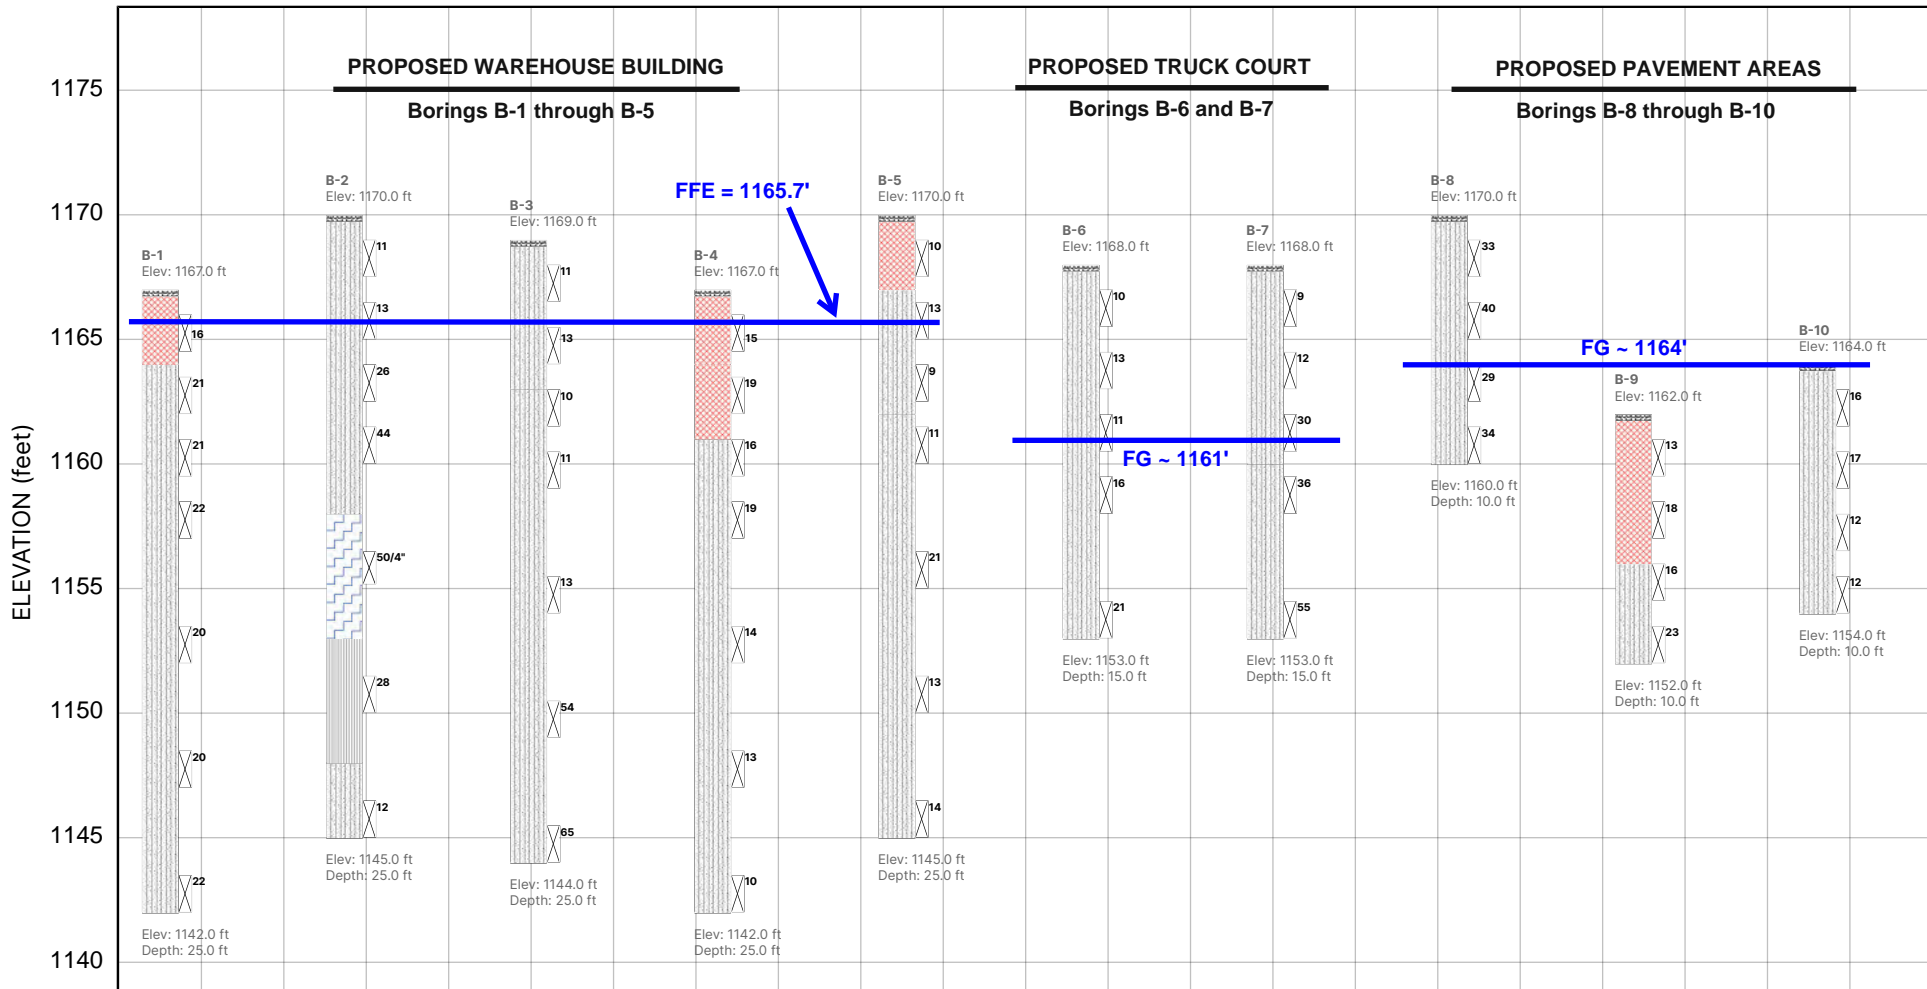 PROPOSED WAREHOUSE BUILDING
Borings B-1 through B-5
PROPOSED TRUCK COURT
Borings B-6 and B-7
PROPOSED PAVEMENT AREAS
Borings B-8 through B-10
ELEVATION (feet)
1175
1170
1165
1160
1155
1150
1145
1140
FFE = 1165.7'
FG ~ 1161'
FG ~ 1164'
B-1
Elev: 1167.0 ft
16
21
21
22
20
20
22
Elev: 1142.0 ft
Depth: 25.0 ft
B-2
Elev: 1170.0 ft
11
13
26
44
50/4"
28
12
Elev: 1145.0 ft
Depth: 25.0 ft
B-3
Elev: 1169.0 ft
11
13
10
11
13
54
65
Elev: 1144.0 ft
Depth: 25.0 ft
B-4
Elev: 1167.0 ft
15
19
16
19
14
13
10
Elev: 1142.0 ft
Depth: 25.0 ft
B-5
Elev: 1170.0 ft
10
13
9
11
21
13
14
Elev: 1145.0 ft
Depth: 25.0 ft
B-6
Elev: 1168.0 ft
10
13
11
16
21
Elev: 1153.0 ft
Depth: 15.0 ft
B-7
Elev: 1168.0 ft
9
12
30
36
55
Elev: 1153.0 ft
Depth: 15.0 ft
B-8
Elev: 1170.0 ft
33
40
29
34
Elev: 1160.0 ft
Depth: 10.0 ft
B-9
Elev: 1162.0 ft
13
18
16
23
Elev: 1152.0 ft
Depth: 10.0 ft
B-10
Elev: 1164.0 ft
16
17
12
12
Elev: 1154.0 ft
Depth: 10.0 ft